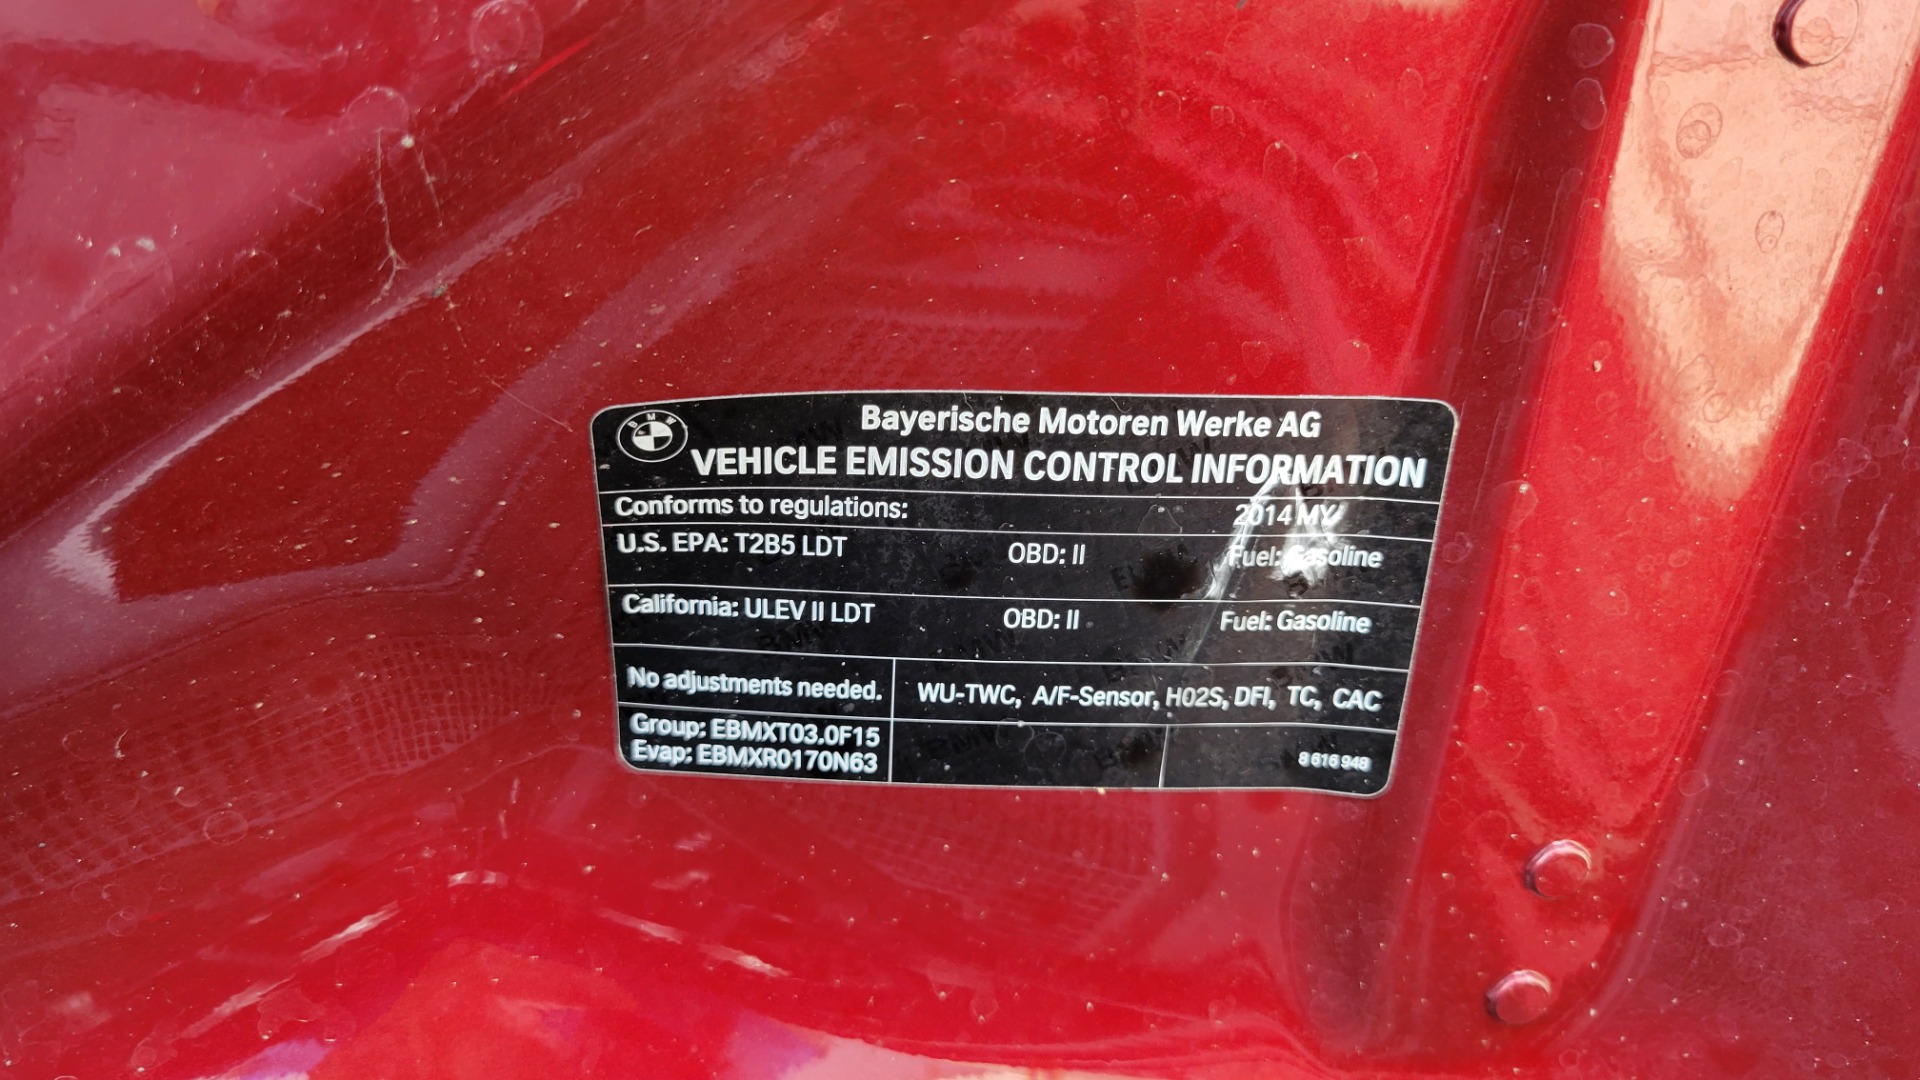 BMW
Bayerische Motoren Werke AG
VEHICLE EMISSION CONTROL INFORMATION
Conforms to regulations: 2014 MY
U.S. EPA: T2B5 LDT OBD: II Fuel: Gasoline
California: ULEV II LDT OBD: II Fuel: Gasoline
No adjustments needed. WU-TWC, A/F-Sensor, H02S, DFI, TC, CAC
Group: EBMXT03.0F15
Evap: EBMXR0170N63
8 616 948